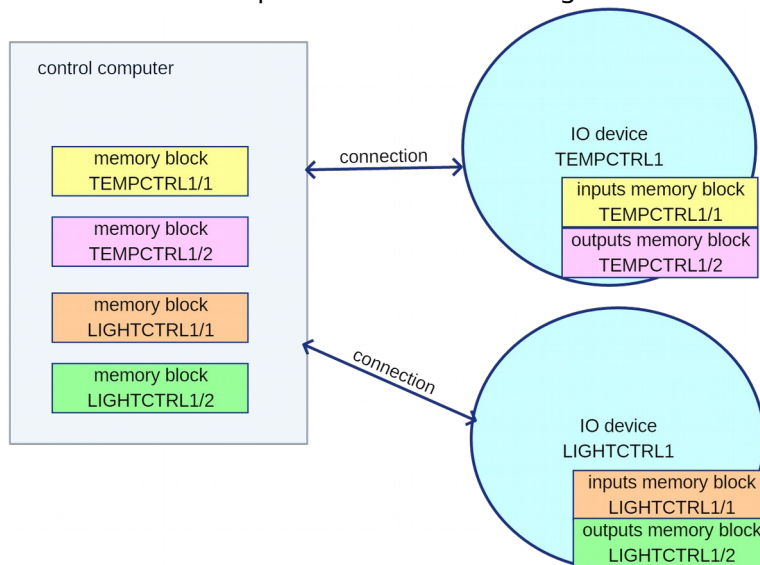 control computer
memory block
TEMPCTRL1/1
memory block
TEMPCTRL1/2
memory block
LIGHTCTRL1/1
memory block
LIGHTCTRL1/2
connection
connection
IO device
TEMPCTRL1
inputs memory block
TEMPCTRL1/1
outputs memory block
TEMPCTRL1/2
IO device
LIGHTCTRL1
inputs memory block
LIGHTCTRL1/1
outputs memory block
LIGHTCTRL1/2